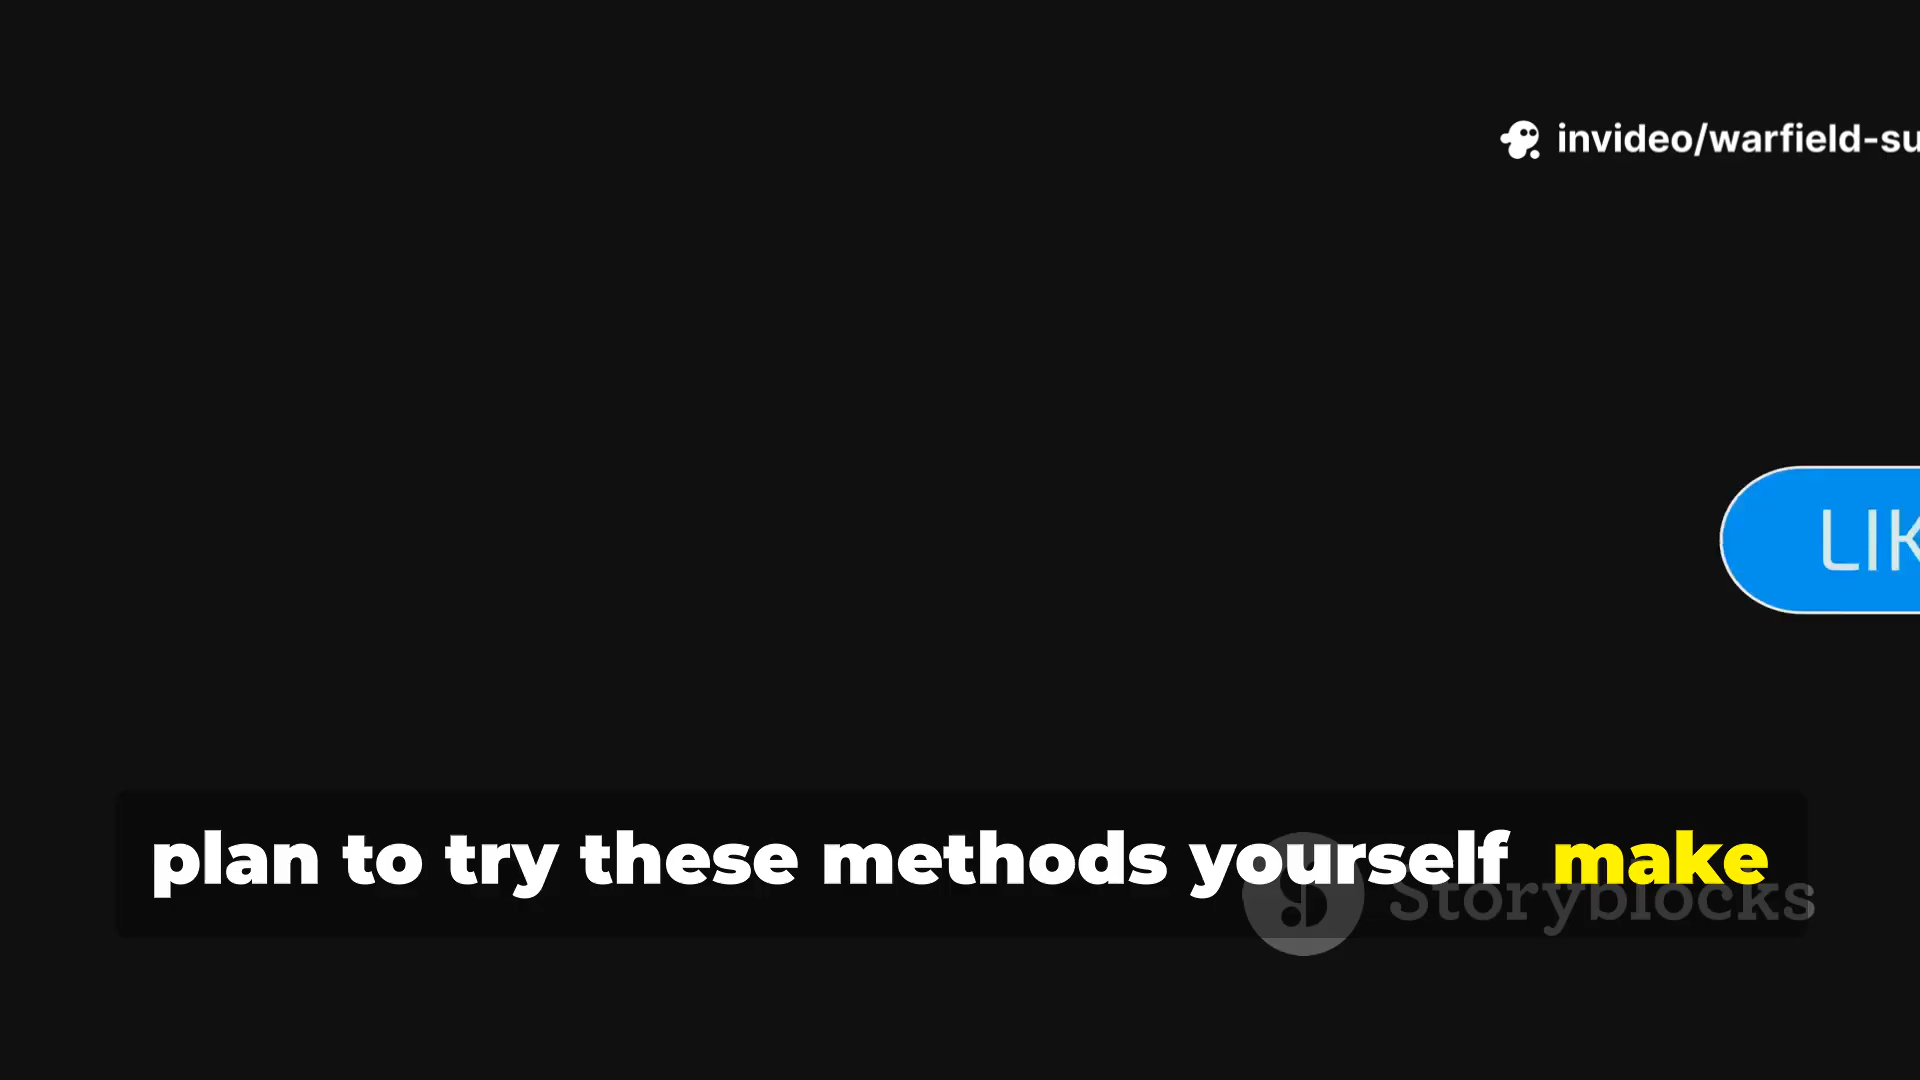 invideo/warfield-su
LIK
plan to try these methods yourself make
Storyblocks